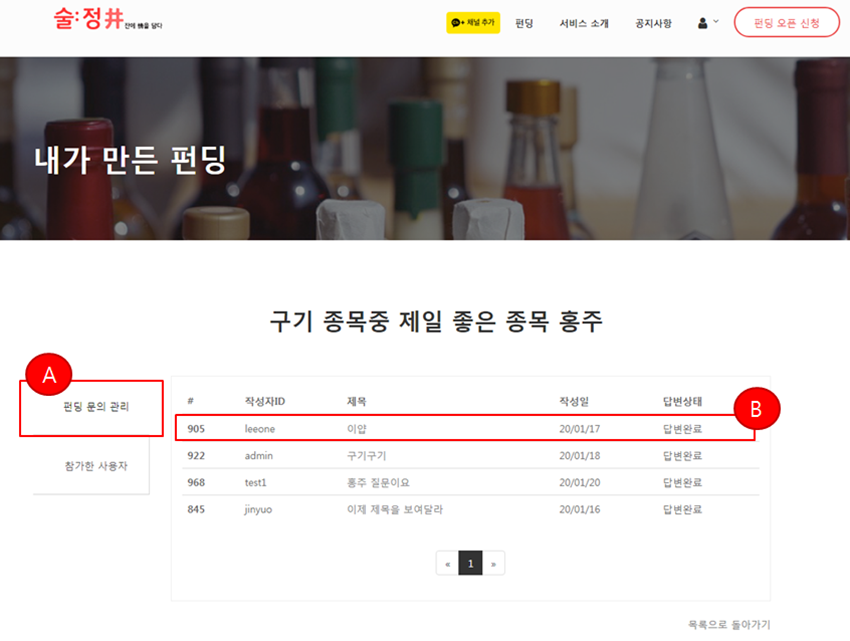 술:정井 잔에 情을 담다
채널 추가 펀딩 서비스 소개 공지사항 펀딩 오픈 신청
내가 만든 펀딩
구기 종목중 제일 좋은 종목 홍주
A
펀딩 문의 관리
참가한 사용자
# 작성자ID 제목 작성일 답변상태
905 leeone 이얍 20/01/17 답변완료
B
922 admin 구기구기 20/01/18 답변완료
968 test1 홍주 질문이요 20/01/20 답변완료
845 jinyuo 이제 제목을 보여달라 20/01/16 답변완료
« 1 »
목록으로 돌아가기